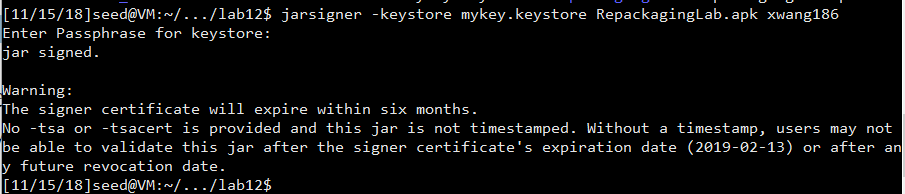 [11/15/18]seed@VM:~/.../lab12$ jarsigner -keystore mykey.keystore RepackagingLab.apk xwang186
Enter Passphrase for keystore:
jar signed.

Warning:
The signer certificate will expire within six months.
No -tsa or -tsacert is provided and this jar is not timestamped. Without a timestamp, users may not
be able to validate this jar after the signer certificate's expiration date (2019-02-13) or after an
y future revocation date.
[11/15/18]seed@VM:~/.../lab12$